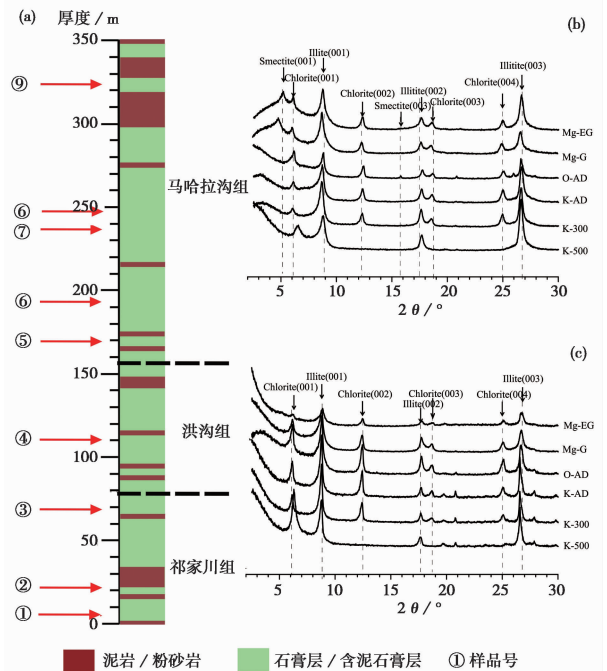 (a)
厚度 / m
350
300
250
200
150
100
50
0
⑨
⑥
⑦
⑥
⑤
④
③
②
①
马哈拉沟组
洪沟组
祁家川组
(b)
Smectite(001)
Chlorite(001)
Illite(001)
Chlorite(002)
Smectite(003)
Illitite(002)
Chlorite(003)
Chlorite(004)
Illitite(003)
Mg-EG
Mg-G
O-AD
K-AD
K-300
K-500
5 10 15 20 25 30
2 θ / °
(c)
Chlorite(001)
Illite(001)
Chlorite(002)
Chlorite(003)
Illite(002)
Chlorite(004)
Illite(003)
Mg-EG
Mg-G
O-AD
K-AD
K-300
K-500
5 10 15 20 25 30
2 θ / °
泥岩 / 粉砂岩 石膏层 / 含泥石膏层 ① 样品号